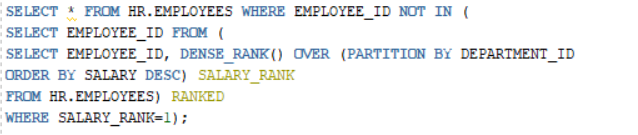 SELECT * FROM HR.EMPLOYEES WHERE EMPLOYEE_ID NOT IN (
SELECT EMPLOYEE_ID FROM (
SELECT EMPLOYEE_ID, DENSE_RANK() OVER (PARTITION BY DEPARTMENT_ID
ORDER BY SALARY DESC) SALARY_RANK
FROM HR.EMPLOYEES) RANKED
WHERE SALARY_RANK=1);